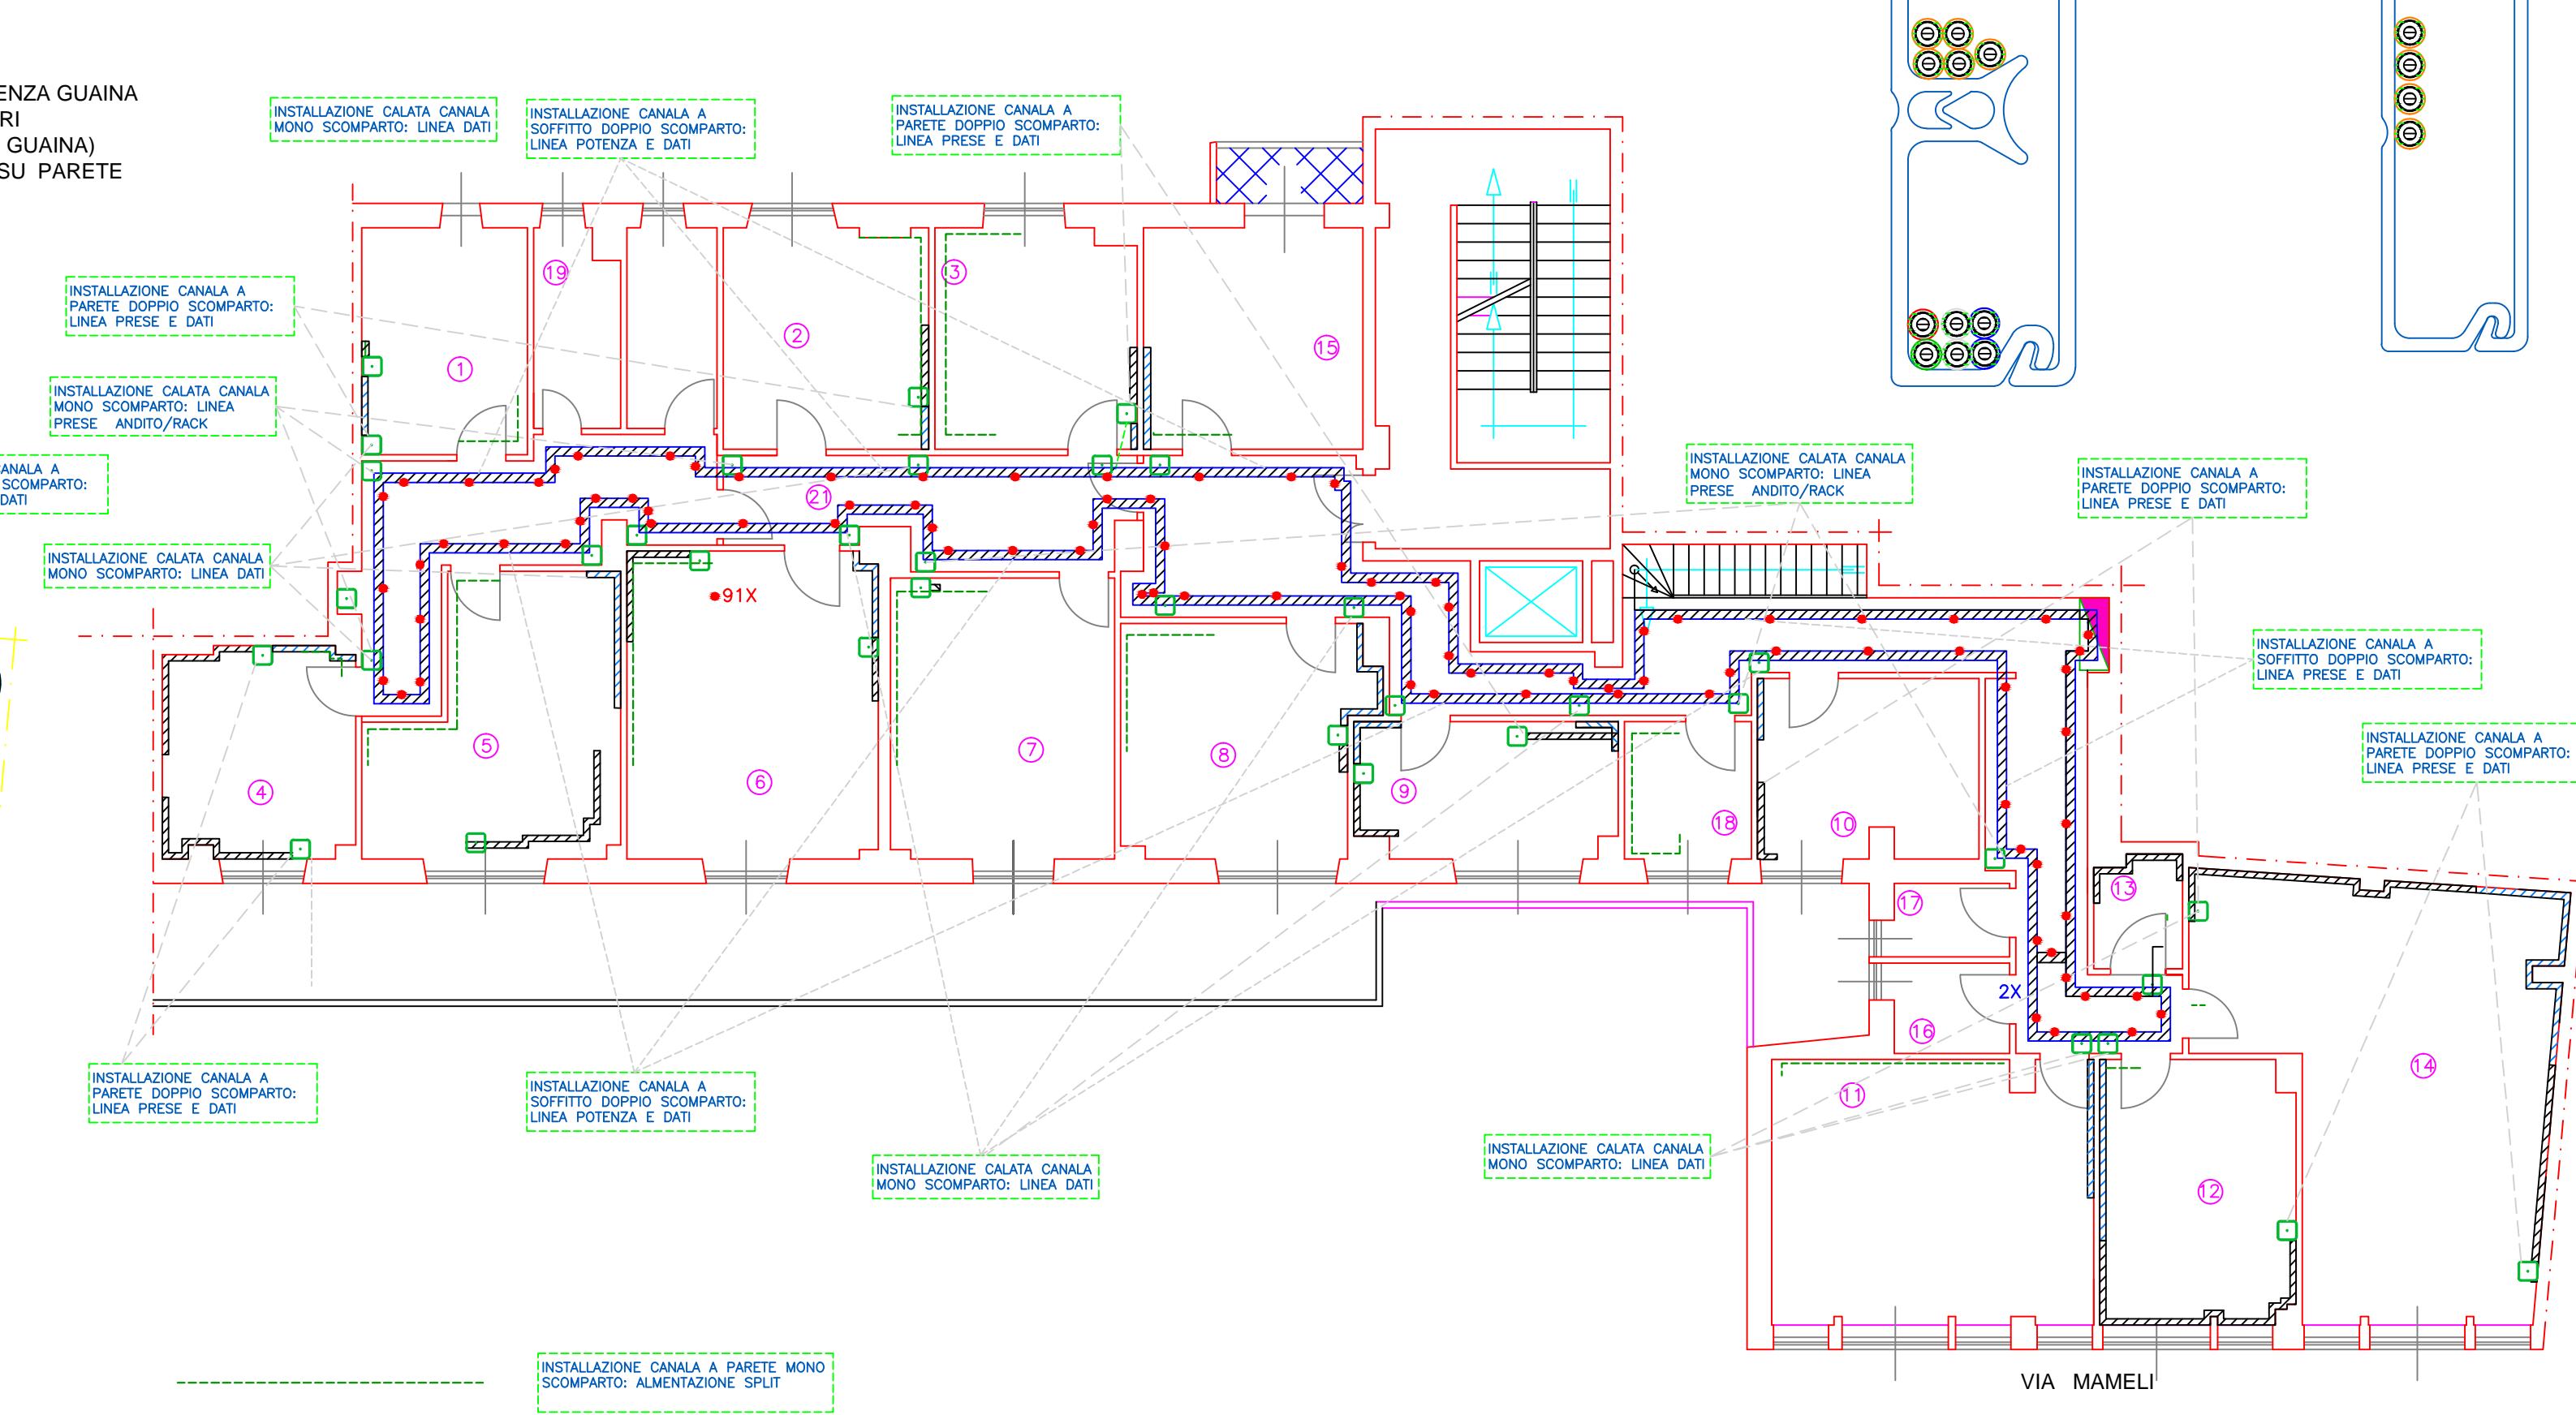 ENZA GUAINA
RI
GUAINA)
SU PARETE
INSTALLAZIONE CALATA CANALA
MONO SCOMPARTO: LINEA DATI
INSTALLAZIONE CANALA A
SOFFITTO DOPPIO SCOMPARTO:
LINEA POTENZA E DATI
INSTALLAZIONE CANALA A
PARETE DOPPIO SCOMPARTO:
LINEA PRESE E DATI
INSTALLAZIONE CANALA A
PARETE DOPPIO SCOMPARTO:
LINEA PRESE E DATI
19
3
2
15
1
INSTALLAZIONE CALATA CANALA
MONO SCOMPARTO: LINEA
PRESE ANDITO/RACK
CANALA A
SCOMPARTO:
DATI
21
INSTALLAZIONE CALATA CANALA
MONO SCOMPARTO: LINEA
PRESE ANDITO/RACK
INSTALLAZIONE CANALA A
PARETE DOPPIO SCOMPARTO:
LINEA PRESE E DATI
INSTALLAZIONE CALATA CANALA
MONO SCOMPARTO: LINEA DATI
91X
INSTALLAZIONE CANALA A
SOFFITTO DOPPIO SCOMPARTO:
LINEA PRESE E DATI
INSTALLAZIONE CANALA A
PARETE DOPPIO SCOMPARTO:
LINEA PRESE E DATI
4
5
6
7
8
9
18
10
13
17
2X
16
14
11
12
INSTALLAZIONE CANALA A
PARETE DOPPIO SCOMPARTO:
LINEA PRESE E DATI
INSTALLAZIONE CANALA A
SOFFITTO DOPPIO SCOMPARTO:
LINEA POTENZA E DATI
INSTALLAZIONE CALATA CANALA
MONO SCOMPARTO: LINEA DATI
INSTALLAZIONE CALATA CANALA
MONO SCOMPARTO: LINEA DATI
INSTALLAZIONE CANALA A PARETE MONO
SCOMPARTO: ALMENTAZIONE SPLIT
VIA MAMELI